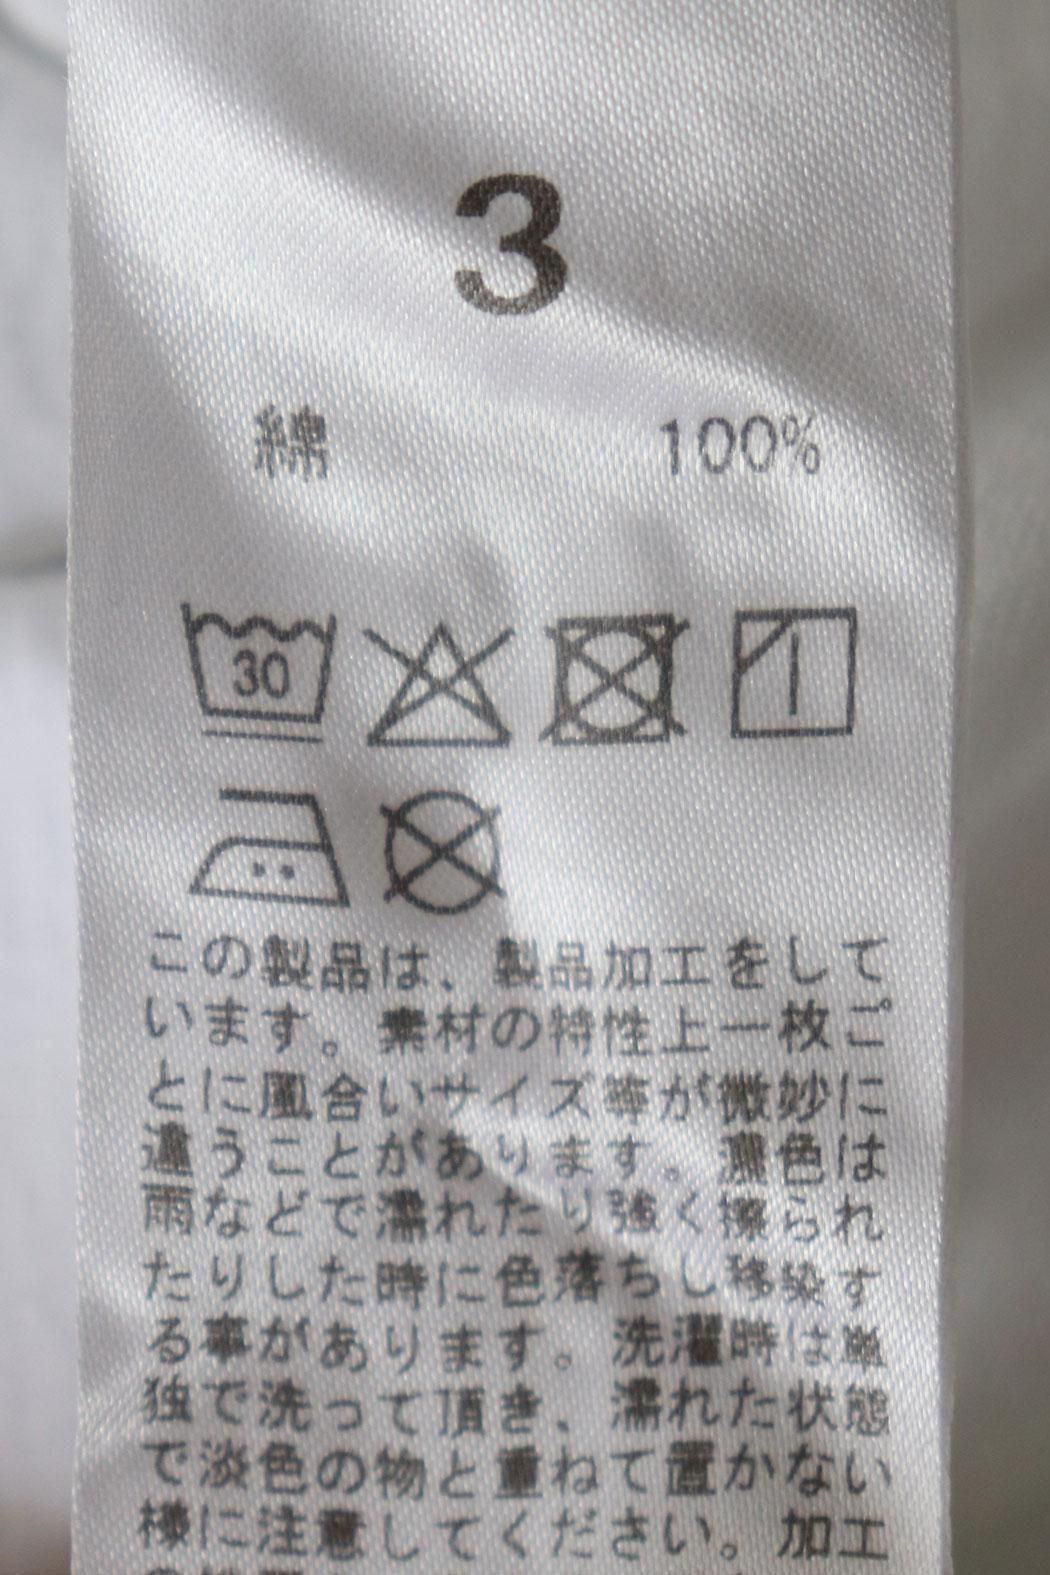 3
綿 100%
30
この製品は、製品加工をして
います。素材の特性上一枚ご
とに風合いサイズ等が微妙に
違うことがあります。濃色は
雨などで濡れたり強く擦られ
たりした時に色落ちし移染す
る事があります。洗濯時は単
独で洗って頂き、濡れた状態
で淡色の物と重ねて置かない
様に注意してください。加工